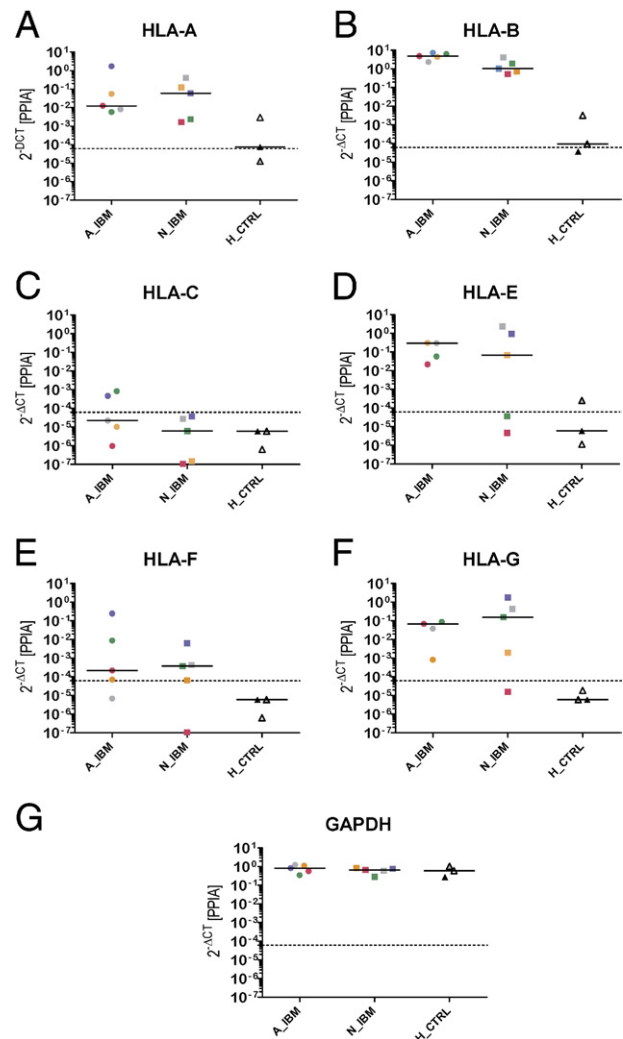 A
HLA-A
2^-DCT [PPIA]
10^1
10^0
10^-1
10^-2
10^-3
10^-4
10^-5
10^-6
10^-7
A_IBM
N_IBM
H_CTRL
B
HLA-B
2^-ΔCT [PPIA]
10^1
10^0
10^-1
10^-2
10^-3
10^-4
10^-5
10^-6
10^-7
A_IBM
N_IBM
H_CTRL
C
HLA-C
2^-ΔCT [PPIA]
10^1
10^0
10^-1
10^-2
10^-3
10^-4
10^-5
10^-6
10^-7
A_IBM
N_IBM
H_CTRL
D
HLA-E
2^-ΔCT [PPIA]
10^1
10^0
10^-1
10^-2
10^-3
10^-4
10^-5
10^-6
10^-7
A_IBM
N_IBM
H_CTRL
E
HLA-F
2^-ΔCT [PPIA]
10^1
10^0
10^-1
10^-2
10^-3
10^-4
10^-5
10^-6
10^-7
A_IBM
N_IBM
H_CTRL
F
HLA-G
2^-ΔCT [PPIA]
10^1
10^0
10^-1
10^-2
10^-3
10^-4
10^-5
10^-6
10^-7
A_IBM
N_IBM
H_CTRL
G
GAPDH
2^-ΔCT [PPIA]
10^1
10^0
10^-1
10^-2
10^-3
10^-4
10^-5
10^-6
10^-7
A_IBM
N_IBM
H_CTRL